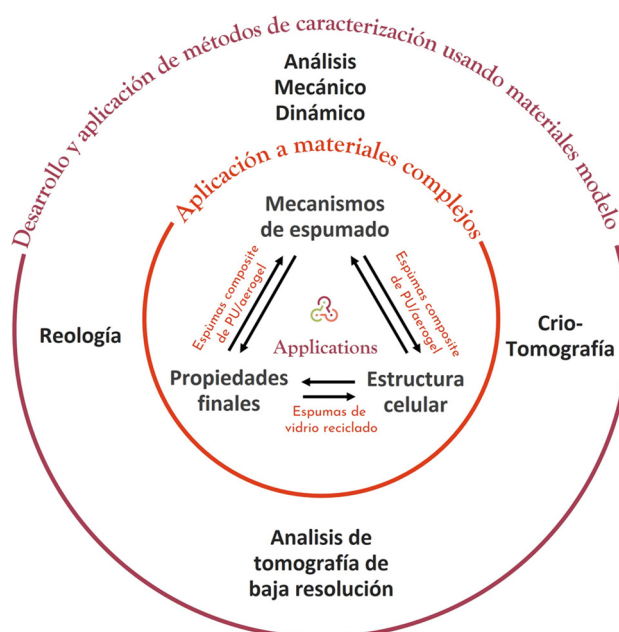 Desarrollo y aplicación de métodos de caracterización usando materiales modelo
Análisis
Mecánico
Dinámico
Aplicación a materiales complejos
Mecanismos
de espumado
Espumas composite
de PU/aerogel
Espumas composite
de PU/aerogel
Reología
Crio-
Tomografía
Applications
Propiedades
finales
Estructura
celular
Espumas de
vidrio reciclado
Analisis de
tomografía de
baja resolución